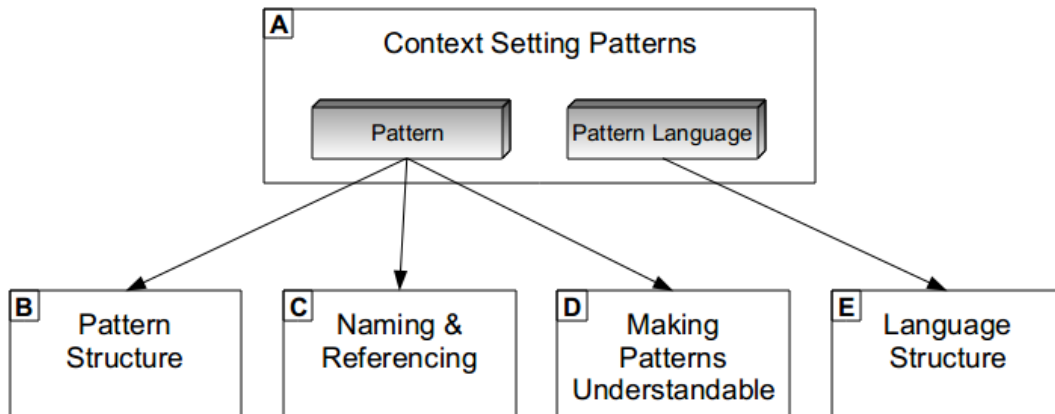 A
Context Setting Patterns
Pattern
Pattern Language
B
Pattern
Structure
C
Naming &
Referencing
D
Making
Patterns
Understandable
E
Language
Structure